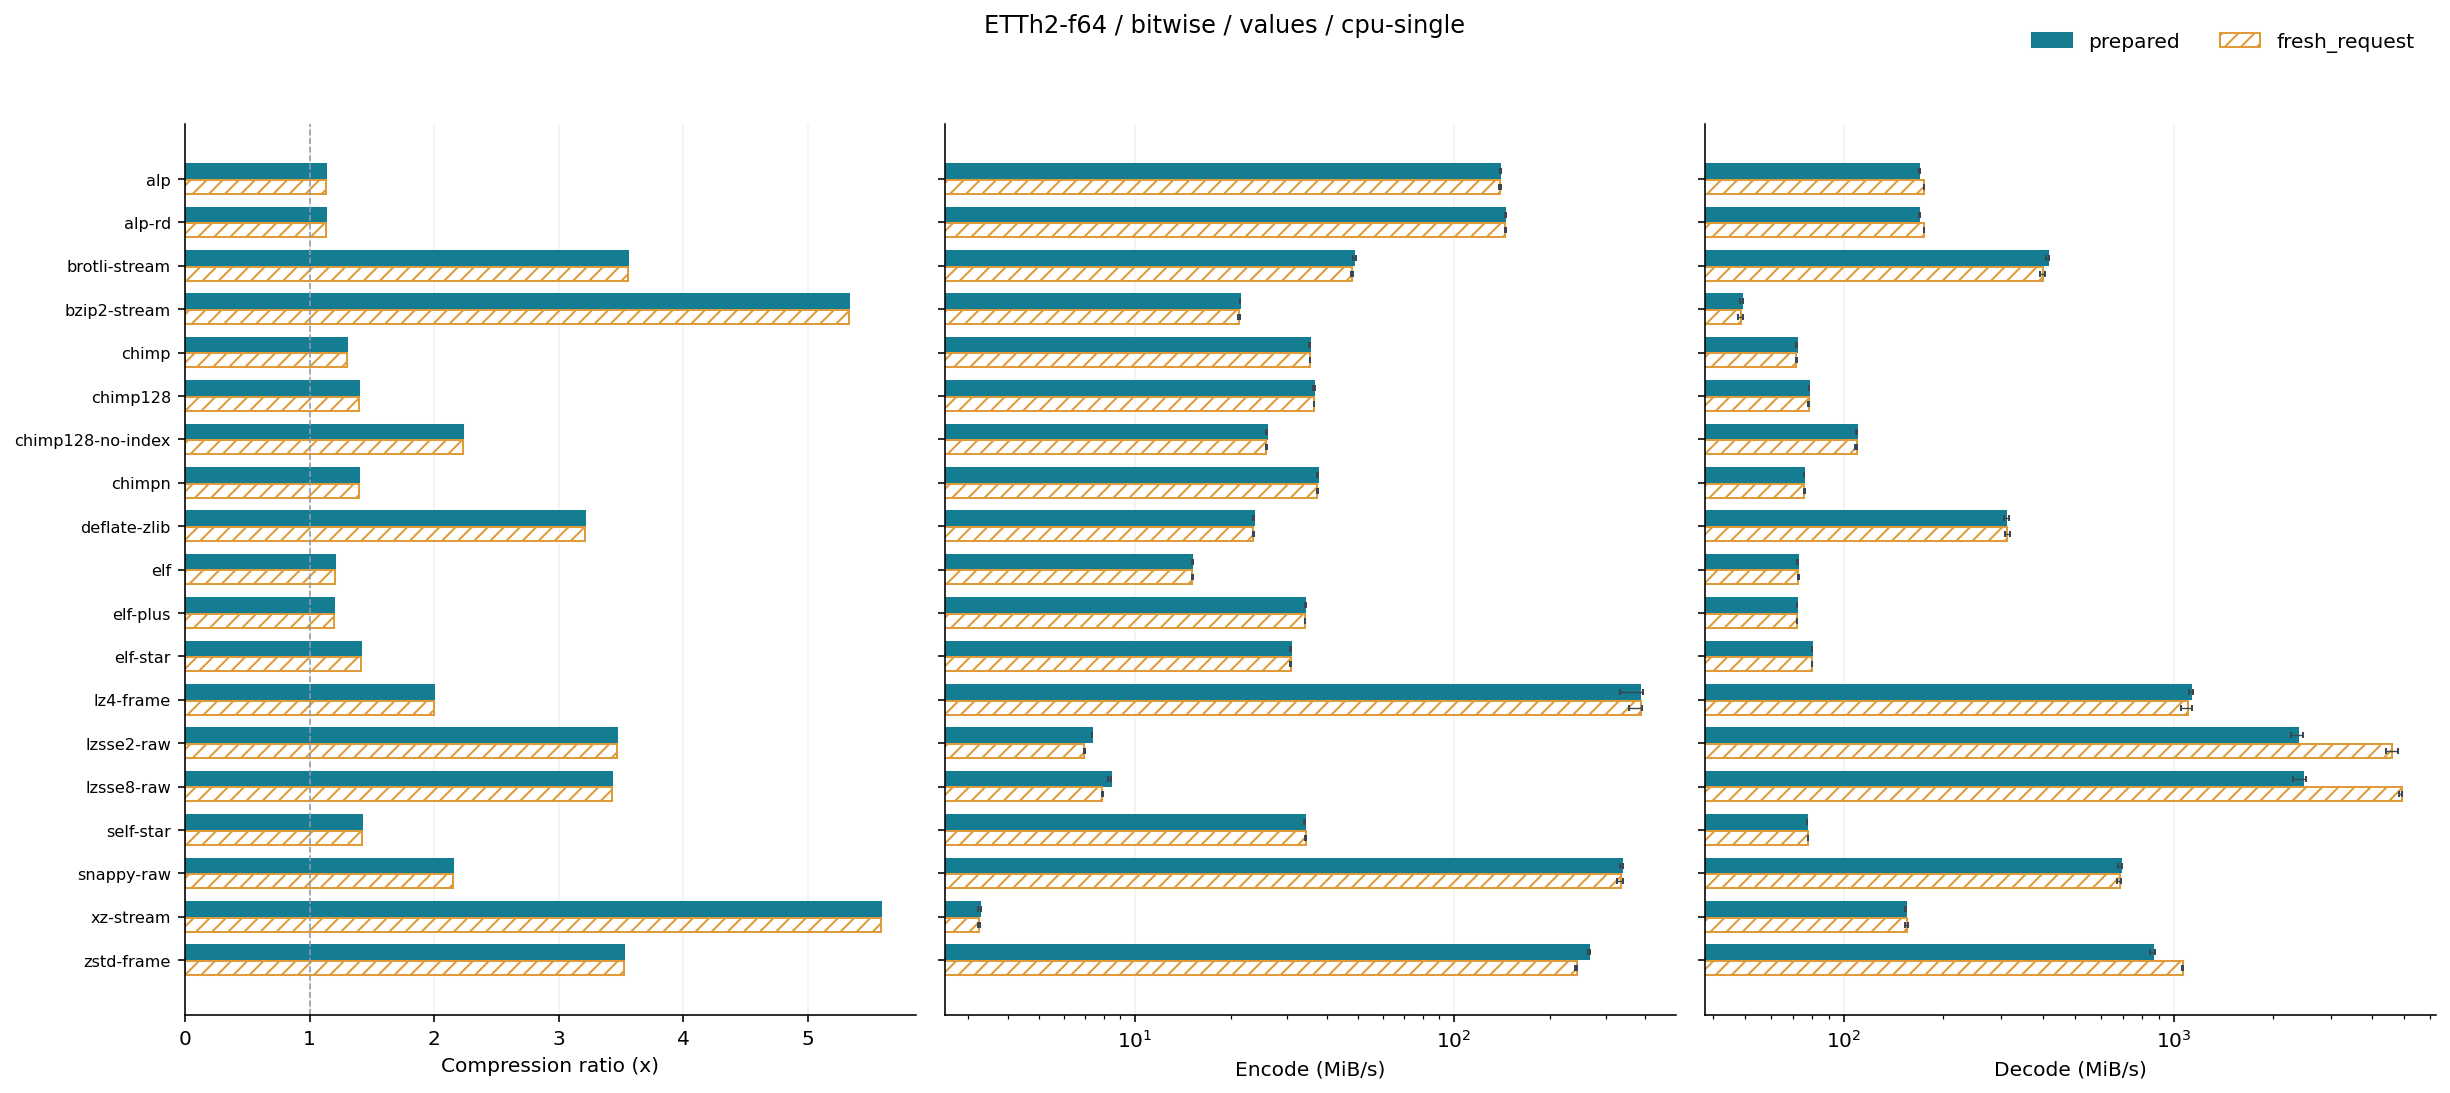 ETTh2-f64 / bitwise / values / cpu-single
prepared
fresh_request
alp
alp-rd
brotli-stream
bzip2-stream
chimp
chimp128
chimp128-no-index
chimpn
deflate-zlib
elf
elf-plus
elf-star
lz4-frame
lzsse2-raw
lzsse8-raw
self-star
snappy-raw
xz-stream
zstd-frame
0 1 2 3 4 5
Compression ratio (x)
10¹ 10²
Encode (MiB/s)
10² 10³
Decode (MiB/s)